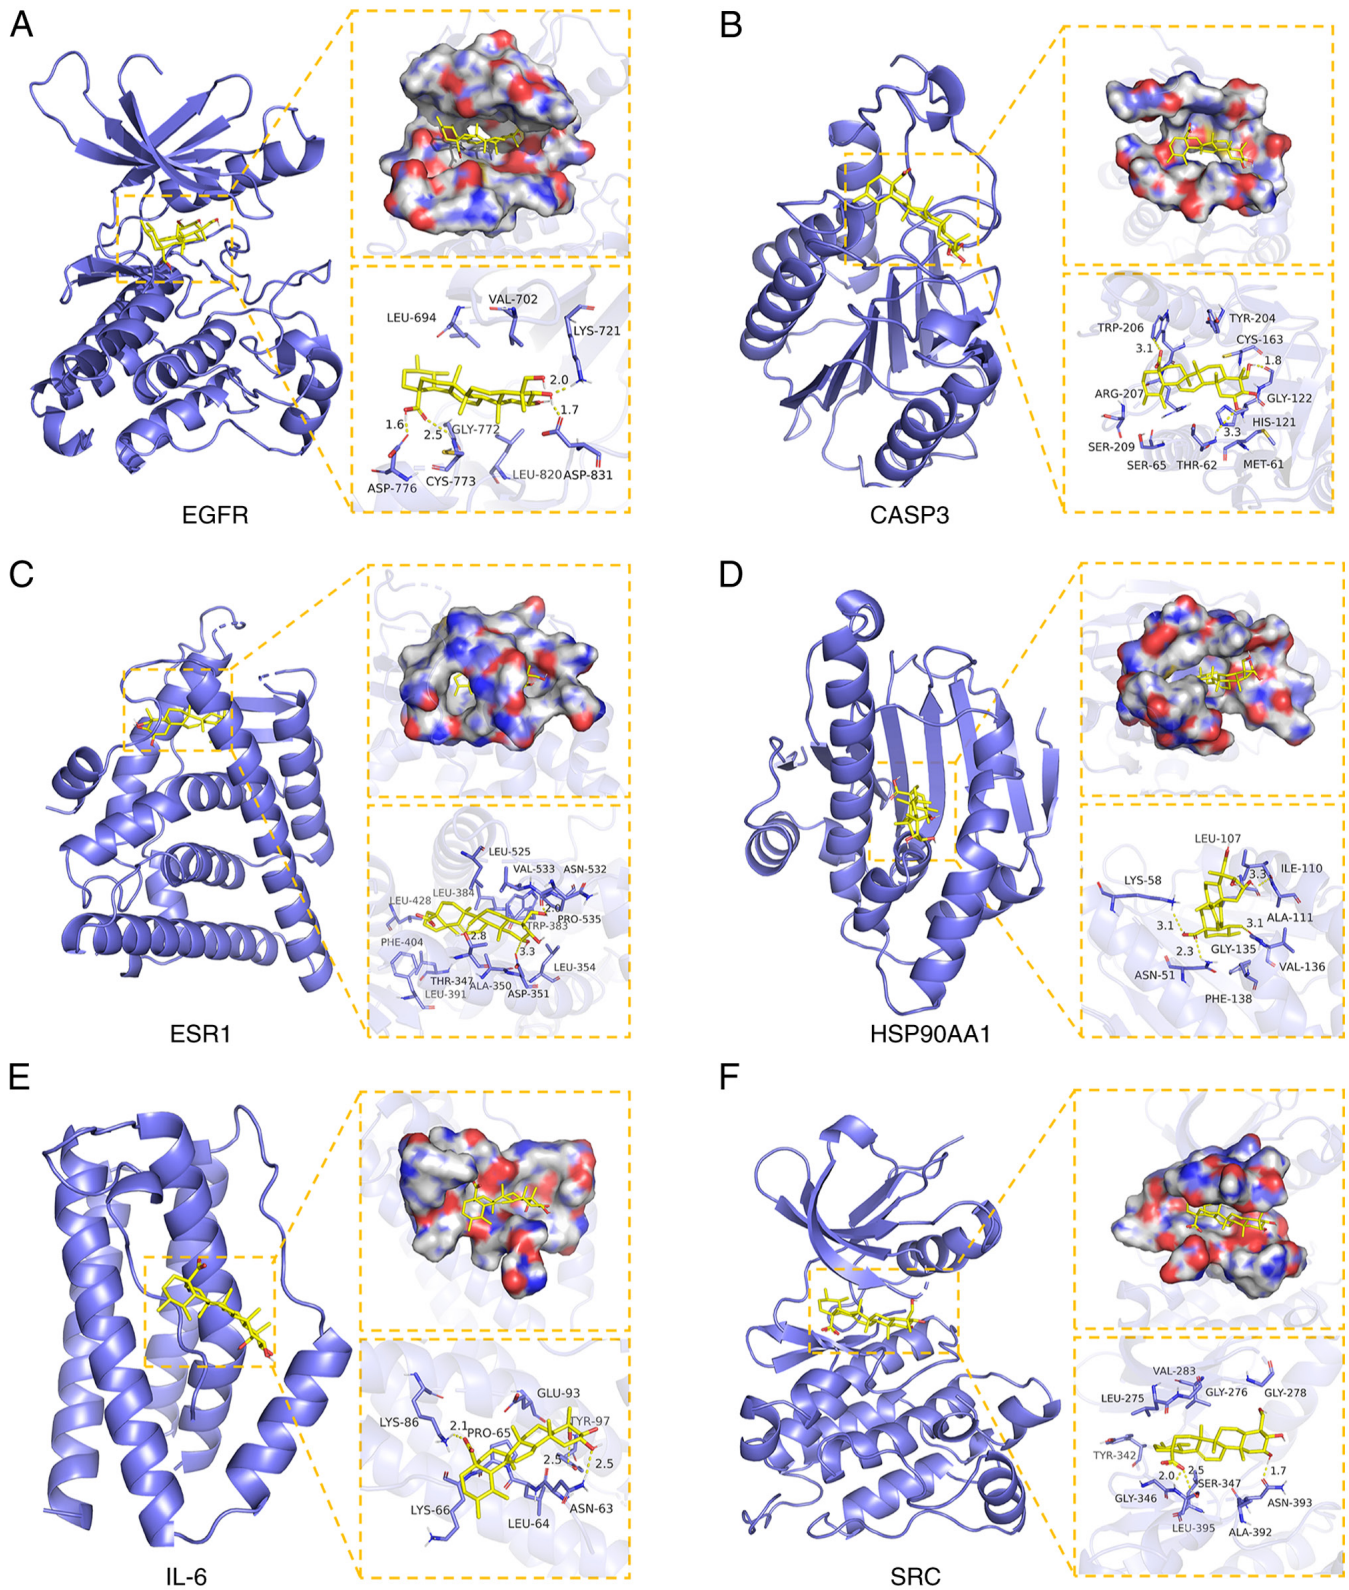 A
VAL-702
LEU-694
LYS-721
2.0
1.7
1.6
2.5
GLY-772
ASP-776
CYS-773
LEU-820
ASP-831
EGFR
B
TRP-206
TYR-204
3.1
CYS-163
1.8
ARG-207
GLY-122
HIS-121
3.3
SER-209
SER-65
THR-62
MET-61
CASP3
C
LEU-525
VAL-533
ASN-532
LEU-384
LEU-428
2.0
PRO-535
TRP-383
2.8
PHE-404
3.3
LEU-354
THR-347
ALA-350
LEU-391
ASP-351
ESR1
D
LEU-107
3.3
ILE-110
LYS-58
ALA-111
3.1
3.1
2.3
GLY-135
ASN-51
VAL-136
PHE-138
HSP90AA1
E
GLU-93
LYS-86
2.1
PRO-65
TYR-97
2.5
2.5
LYS-66
LEU-64
ASN-63
IL-6
F
VAL-283
LEU-275
GLY-276
GLY-278
TYR-342
2.0
2.5
1.7
SER-347
GLY-346
ASN-393
LEU-395
ALA-392
SRC